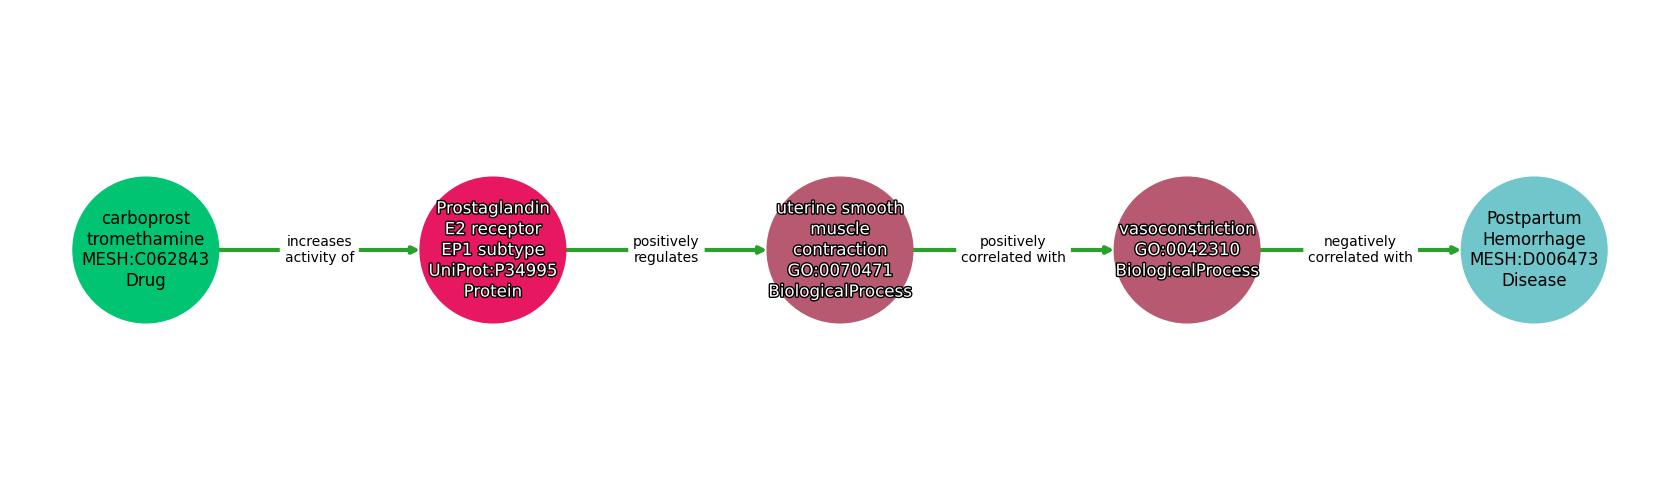 carboprost
tromethamine
MESH:C062843
Drug
increases
activity of
Prostaglandin
E2 receptor
EP1 subtype
UniProt:P34995
Protein
positively
regulates
uterine smooth
muscle
contraction
GO:0070471
BiologicalProcess
positively
correlated with
vasoconstriction
GO:0042310
BiologicalProcess
negatively
correlated with
Postpartum
Hemorrhage
MESH:D006473
Disease